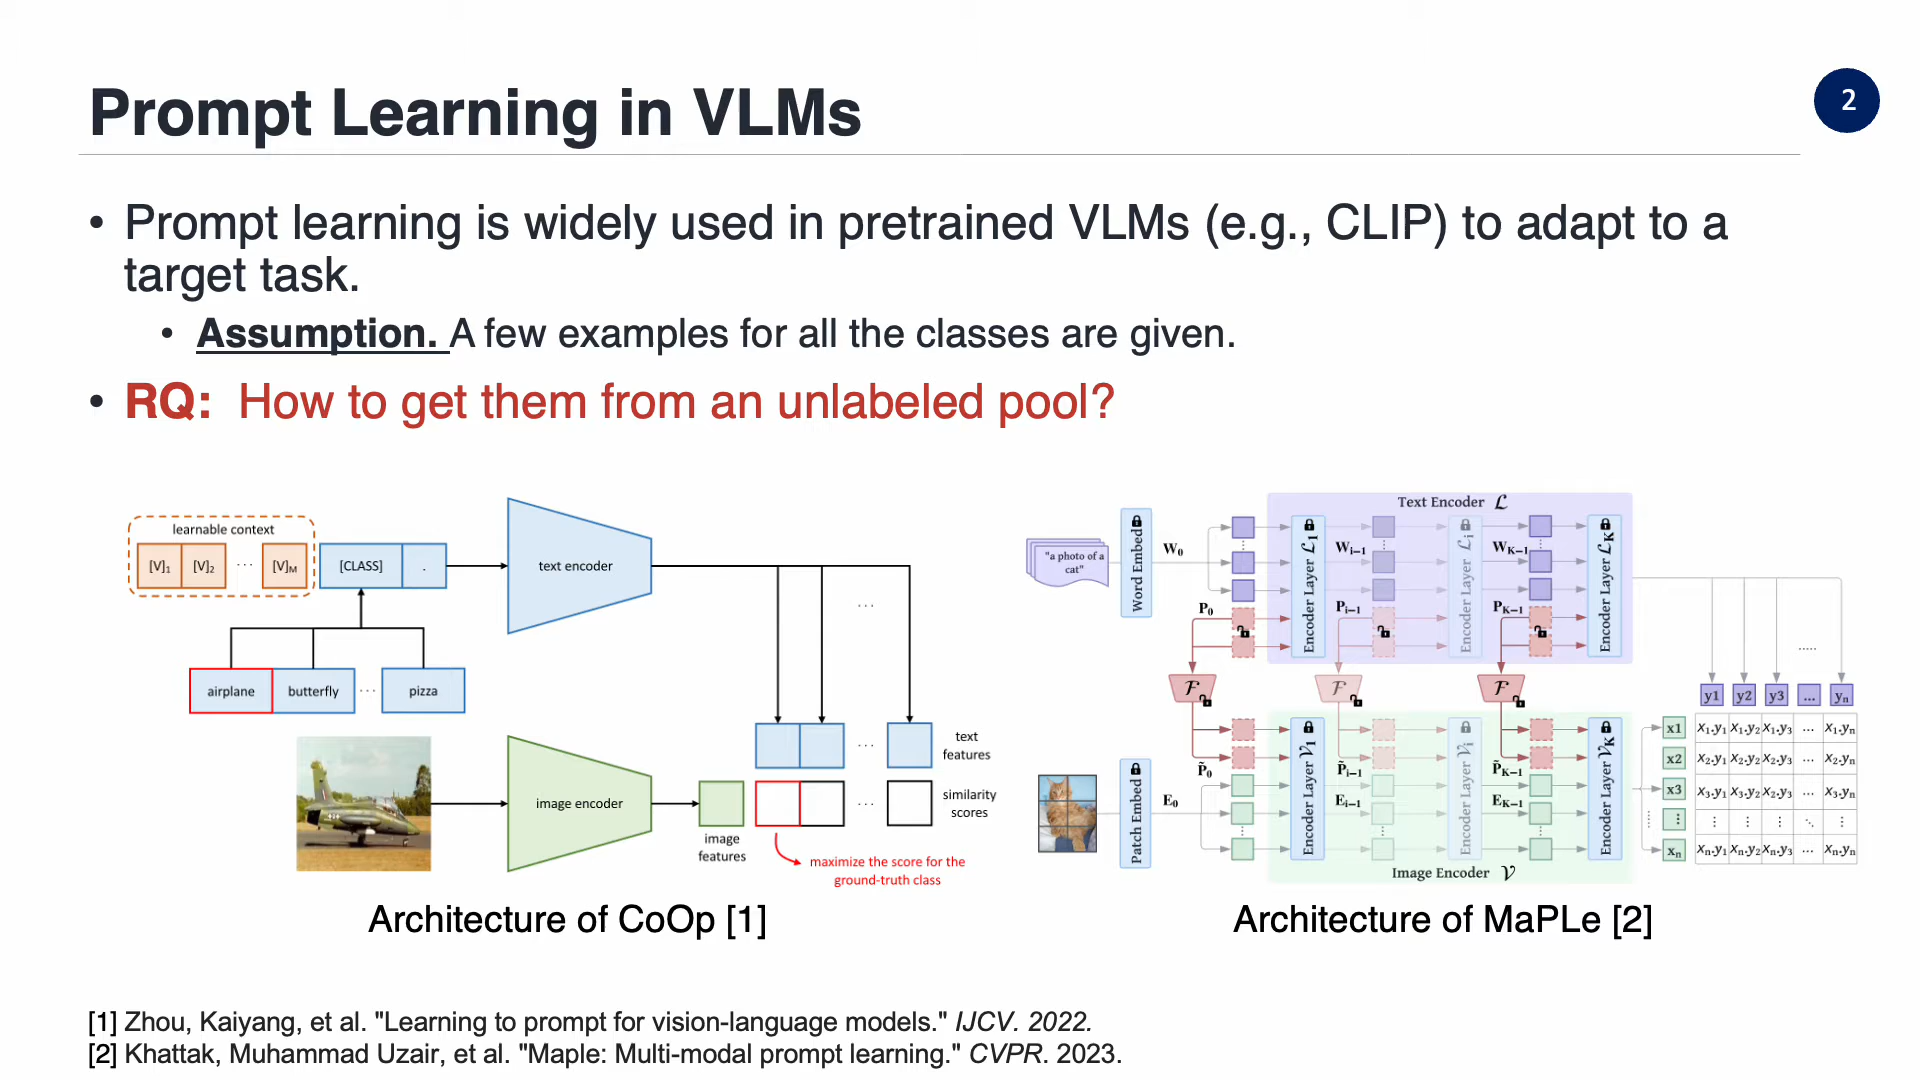 Prompt Learning in VLMs
2
• Prompt learning is widely used in pretrained VLMs (e.g., CLIP) to adapt to a
target task.
• Assumption. A few examples for all the classes are given.
• RQ: How to get them from an unlabeled pool?
learnable context
[V]1 [V]2 ... [V]M [CLASS] .
text encoder
...
airplane butterfly ... pizza
... text
features
image encoder
... similarity
scores
image
features
maximize the score for the
ground-truth class
Architecture of CoOp [1]
Text Encoder ℒ
"a photo of a
cat"
Word Embed
W0 Wi−1 WK−1
P0 Pi−1 PK−1
Encoder Layer ℒ1
Encoder Layer ℒi
Encoder Layer ℒK
ℱ ℱ ℱ
.....
y1 y2 y3 ... yn
P̃0 P̃i−1 P̃K−1
Patch Embed
E0 Ei−1 EK−1
Encoder Layer 𝒱1
Encoder Layer 𝒱i
Encoder Layer 𝒱K
x1 x1.y1 x1.y2 x1.y3 ... x1.yn
x2 x2.y1 x2.y2 x2.y3 ... x2.yn
x3 x3.y1 x3.y2 x2.y3 ... x3.yn
⋮ ⋮ ⋮ ⋮ ⋱ ⋮
xn xn.y1 xn.y2 xn.y3 ... xn.yn
Image Encoder 𝒱
Architecture of MaPLe [2]
[1] Zhou, Kaiyang, et al. "Learning to prompt for vision-language models." IJCV. 2022.
[2] Khattak, Muhammad Uzair, et al. "Maple: Multi-modal prompt learning." CVPR. 2023.